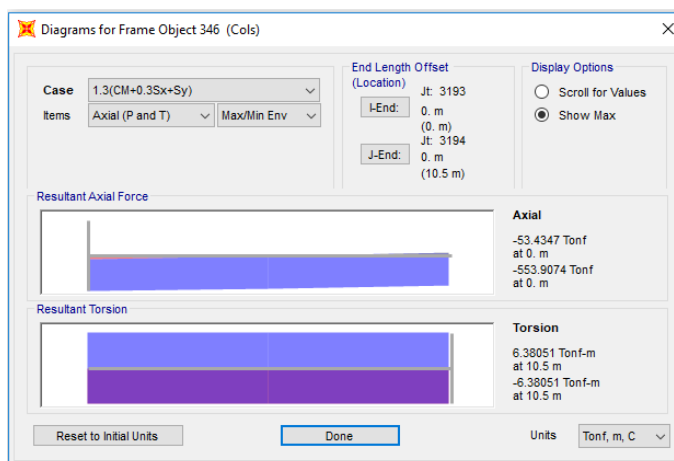 Diagrams for Frame Object 346 (Cols)
Case 1.3(CM+0.3Sx+Sy)
Items Axial (P and T) Max/Min Env
End Length Offset
(Location)
Jt: 3193
I-End: 0. m
(0. m)
Jt: 3194
J-End: 0. m
(10.5 m)
Display Options
Scroll for Values
Show Max
Resultant Axial Force
Axial
-53.4347 Tonf
at 0. m
-553.9074 Tonf
at 0. m
Resultant Torsion
Torsion
6.38051 Tonf-m
at 10.5 m
-6.38051 Tonf-m
at 10.5 m
Reset to Initial Units
Done
Units Tonf, m, C